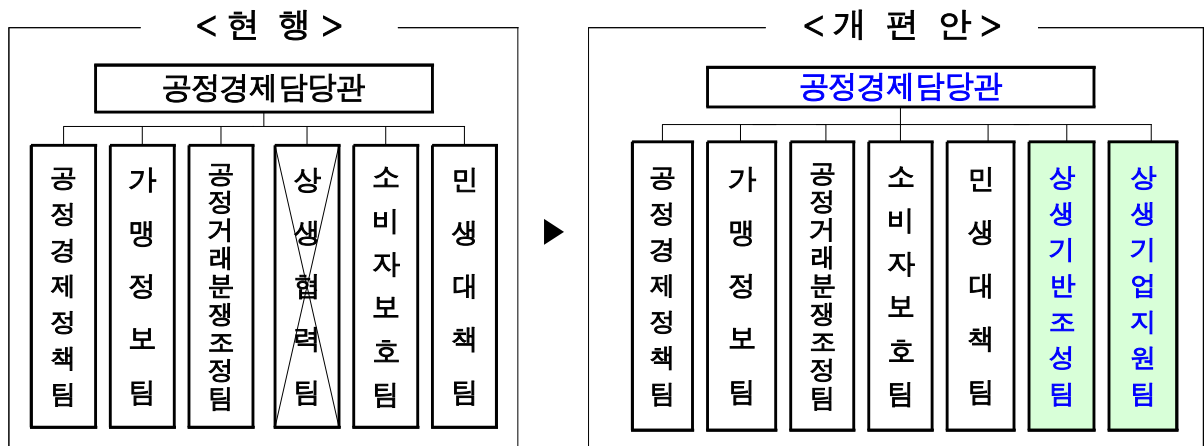 <현 행>
공정경제담당관
공정경제정책팀
가맹정보팀
공정거래분쟁조정팀
상생협력팀
소비자보호팀
민생대책팀
<개 편 안>
공정경제담당관
공정경제정책팀
가맹정보팀
공정거래분쟁조정팀
소비자보호팀
민생대책팀
상생기반조성팀
상생기업지원팀